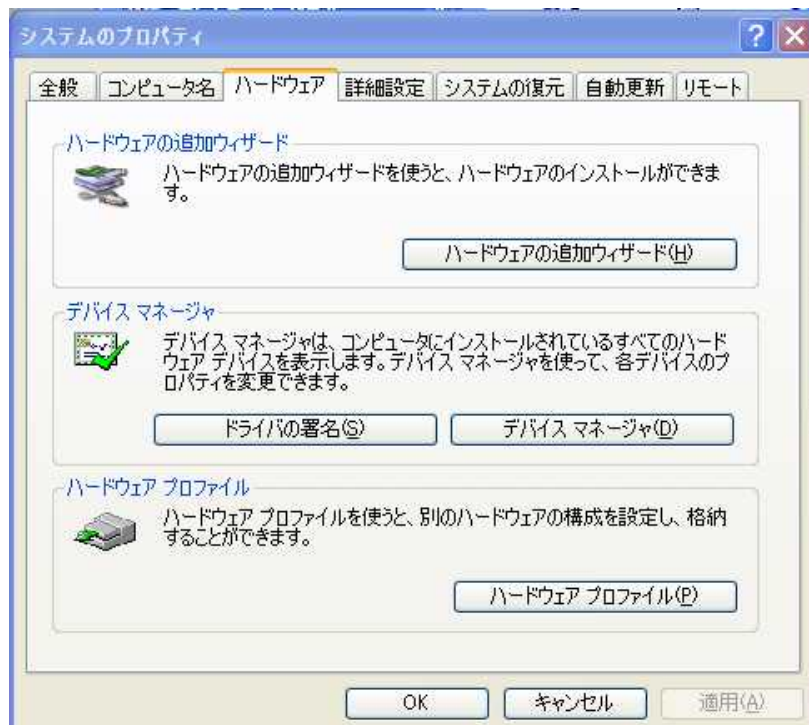 システムのプロパティ
全般 コンピュータ名 ハードウェア 詳細設定 システムの復元 自動更新 リモート
ハードウェアの追加ウィザード
ハードウェアの追加ウィザードを使うと、ハードウェアのインストールができま
す。
ハードウェアの追加ウィザード(H)
デバイス マネージャ
デバイス マネージャは、コンピュータにインストールされているすべてのハード
ウェア デバイスを表示します。デバイス マネージャを使って、各デバイスのプ
ロパティを変更できます。
ドライバの署名(S) デバイス マネージャ(D)
ハードウェア プロファイル
ハードウェア プロファイルを使うと、別のハードウェアの構成を設定し、格納
することができます。
ハードウェア プロファイル(P)
OK キャンセル 適用(A)